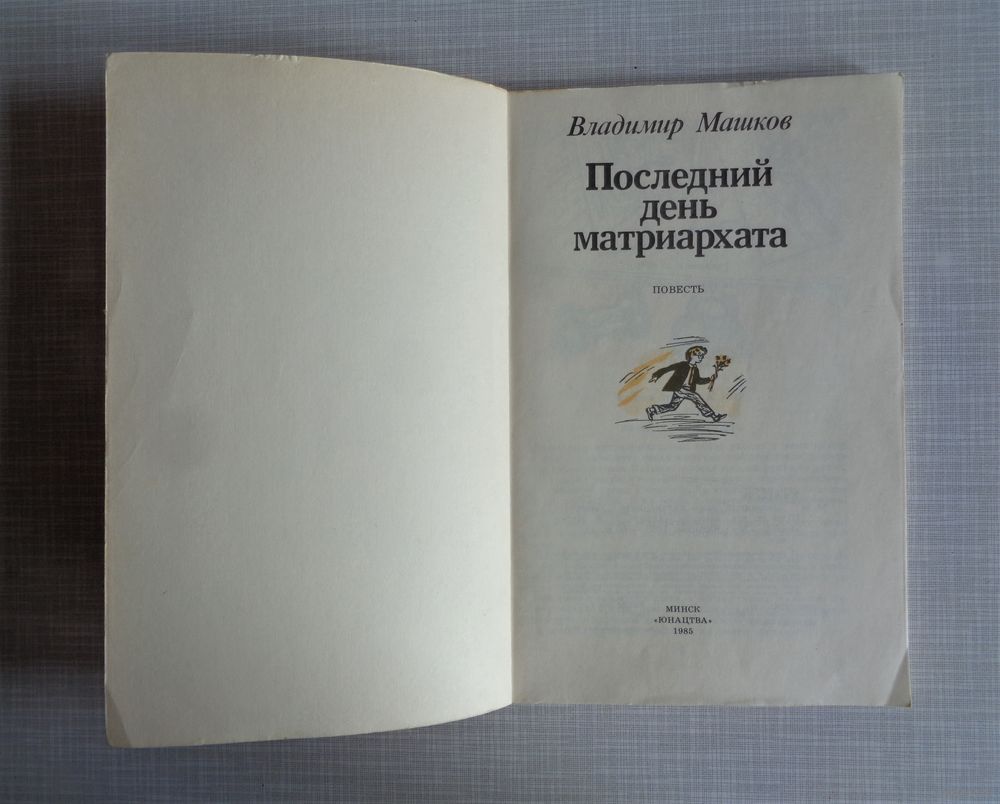 Владимир Машков
Последний
день
матриархата
ПОВЕСТЬ
МИНСК
«ЮНАЦТВА»
1985